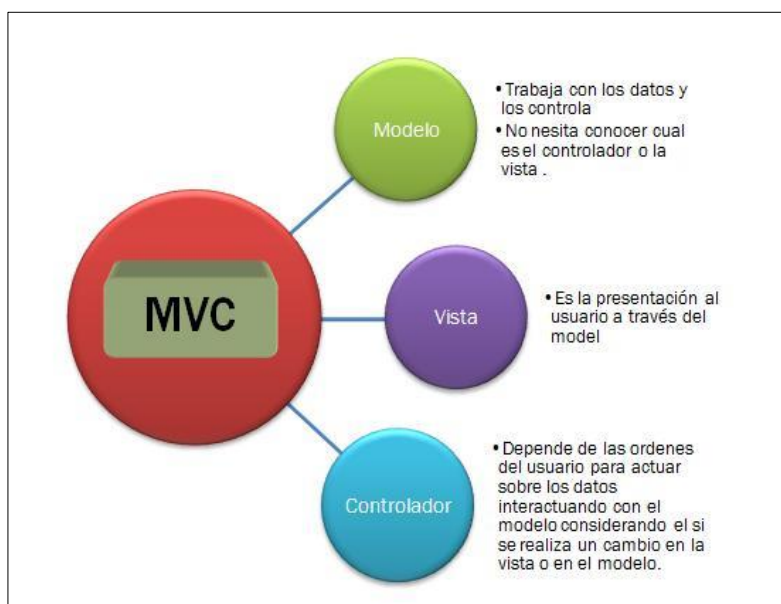 Modelo
• Trabaja con los datos y
los controla
• No nesita conocer cual
es el controlador o la
vista .
MVC
Vista
• Es la presentación al
usuario a través del
model
Controlador
• Depende de las ordenes
del usuario para actuar
sobre los datos
interactuando con el
modelo considerando el si
se realiza un cambio en la
vista o en el modelo.